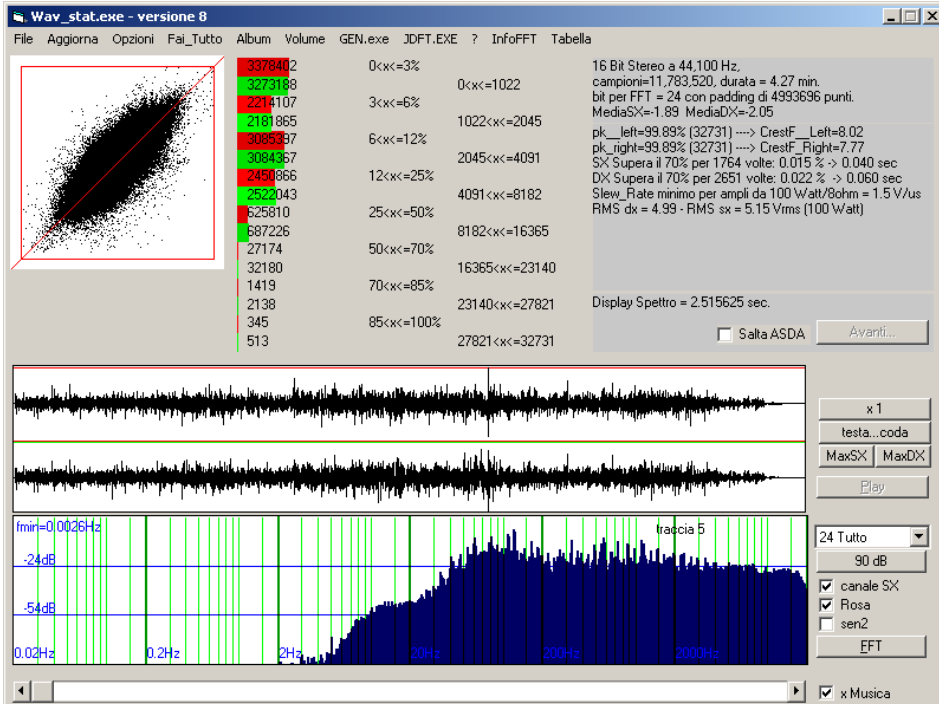 Wav_stat.exe - versione 8
File Aggiorna Opzioni Fai_Tutto Album Volume GEN.exe JDFT.EXE ? InfoFFT Tabella
3378402 0<x<=3%
3273188 0<x<=1022
2214107 3<x<=6%
2181865 1022<x<=2045
3085397 6<x<=12%
3084367 2045<x<=4091
2450866 12<x<=25%
2522043 4091<x<=8182
625810 25<x<=50%
687226 8182<x<=16365
27174 50<x<=70%
32180 16365<x<=23140
1419 70<x<=85%
2138 23140<x<=27821
345 85<x<=100%
513 27821<x<=32731
16 Bit Stereo a 44,100 Hz,
campioni=11,783,520, durata = 4.27 min.
bit per FFT = 24 con padding di 4993696 punti.
MediaSX=-1.89 MediaDX=-2.05
pk__left=99.89% (32731) ----> CrestF__Left=8.02
pk_right=99.89% (32731) ----> CrestF_Right=7.77
SX Supera il 70% per 1764 volte: 0.015 % -> 0.040 sec
DX Supera il 70% per 2651 volte: 0.022 % -> 0.060 sec
Slew_Rate minimo per ampli da 100 Watt/8ohm = 1.5 V/us
RMS dx = 4.99 - RMS sx = 5.15 Vrms (100 Watt)
Display Spettro = 2.515625 sec.
Salta ASDA Avanti...
x 1
testa...coda
MaxSX MaxDX
Play
fmin=0.0026Hz traccia 5
-24dB
-54dB
0.02Hz 0.2Hz 2Hz 20Hz 200Hz 2000Hz
24 Tutto
90 dB
canale SX
Rosa
sen2
FFT
x Musica